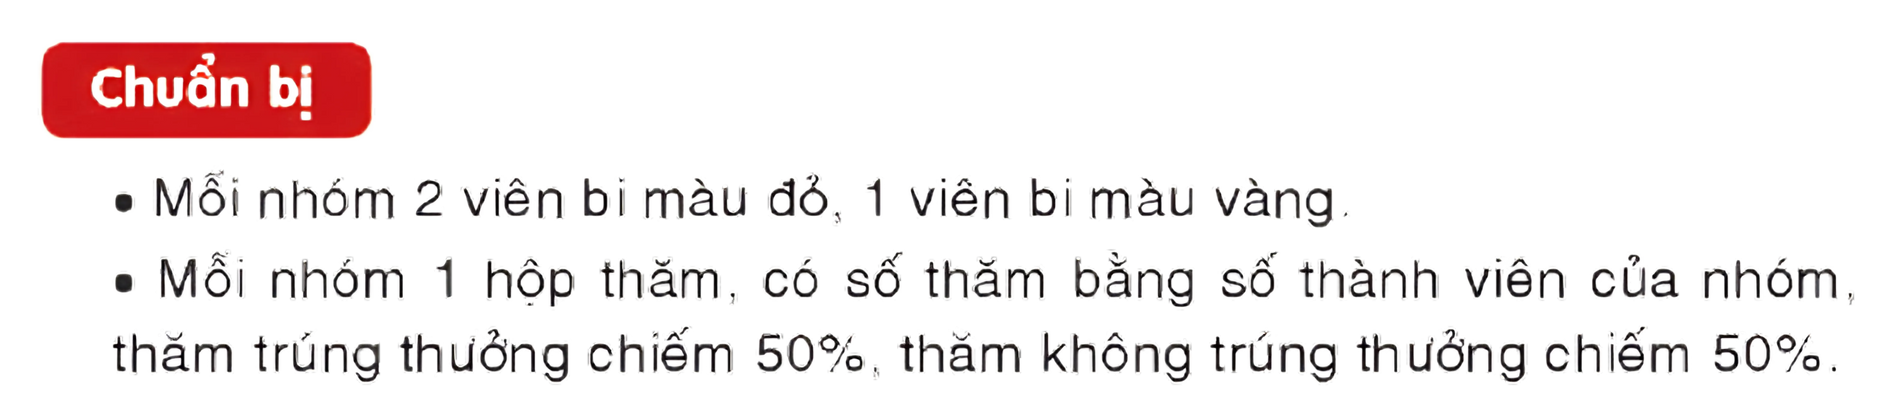 Chuẩn bị
• Mỗi nhóm 2 viên bi màu đỏ, 1 viên bi màu vàng.
• Mỗi nhóm 1 hộp thăm, có số thăm bằng số thành viên của nhóm,
thăm trúng thưởng chiếm 50%, thăm không trúng thưởng chiếm 50%.